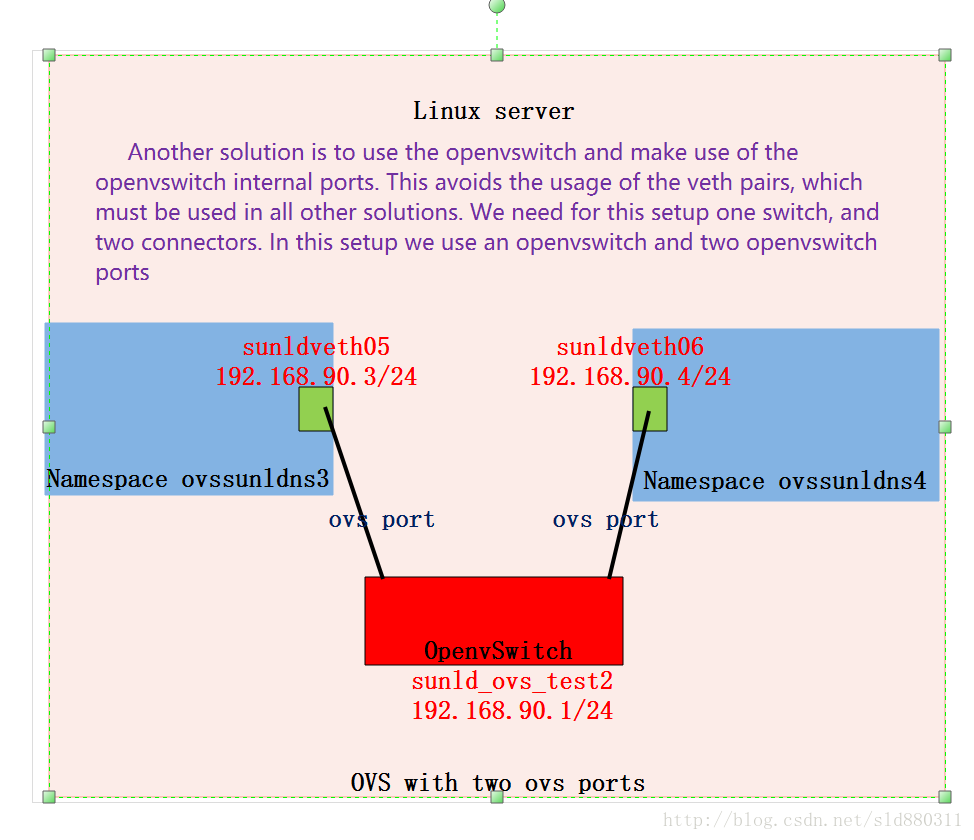 Linux server
Another solution is to use the openvswitch and make use of the
openvswitch internal ports. This avoids the usage of the veth pairs, which
must be used in all other solutions. We need for this setup one switch, and
two connectors. In this setup we use an openvswitch and two openvswitch
ports
sunldveth05
192.168.90.3/24
sunldveth06
192.168.90.4/24
Namespace ovssunldns3
Namespace ovssunldns4
ovs port
ovs port
OpenvSwitch
sunld_ovs_test2
192.168.90.1/24
OVS with two ovs ports
http://blog.csdn.net/sld880311